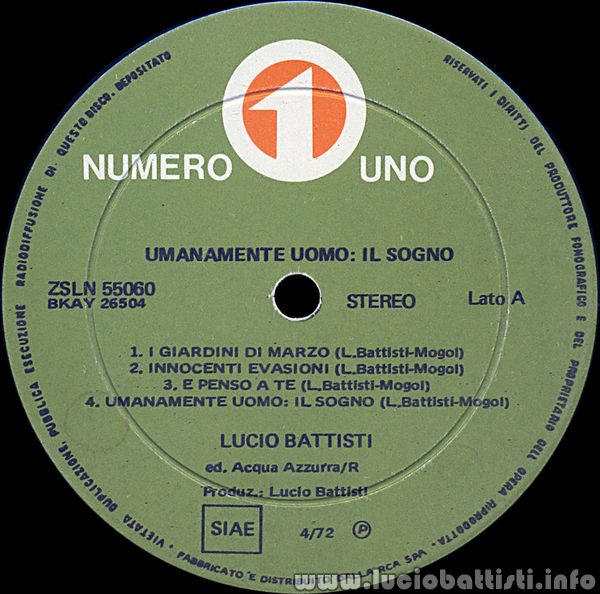 NUMERO 1 UNO
UMANAMENTE UOMO: IL SOGNO
ZSLN 55060
BKAY 26504
STEREO
Lato A
1. I GIARDINI DI MARZO (L.Battisti-Mogol)
2. INNOCENTI EVASIONI (L.Battisti-Mogol)
3. E PENSO A TE (L.Battisti-Mogol)
4. UMANAMENTE UOMO: IL SOGNO (L.Battisti-Mogol)
LUCIO BATTISTI
ed. Acqua Azzurra/R
Produz.: Lucio Battisti
SIAE
4/72 Ⓟ
RISERVATI I DIRITTI DEL PRODUTTORE FONOGRAFICO E DEL PROPRIETARIO DELL'OPERA RIPRODOTTA -
VIETATA DUPLICAZIONE, PUBBLICA ESECUZIONE RADIODIFFUSIONE DI QUESTO DISCO. DEPOSITATO
FABBRICATO E DISTRIBUITO DALLA RCA SPA
www.luciobattisti.info